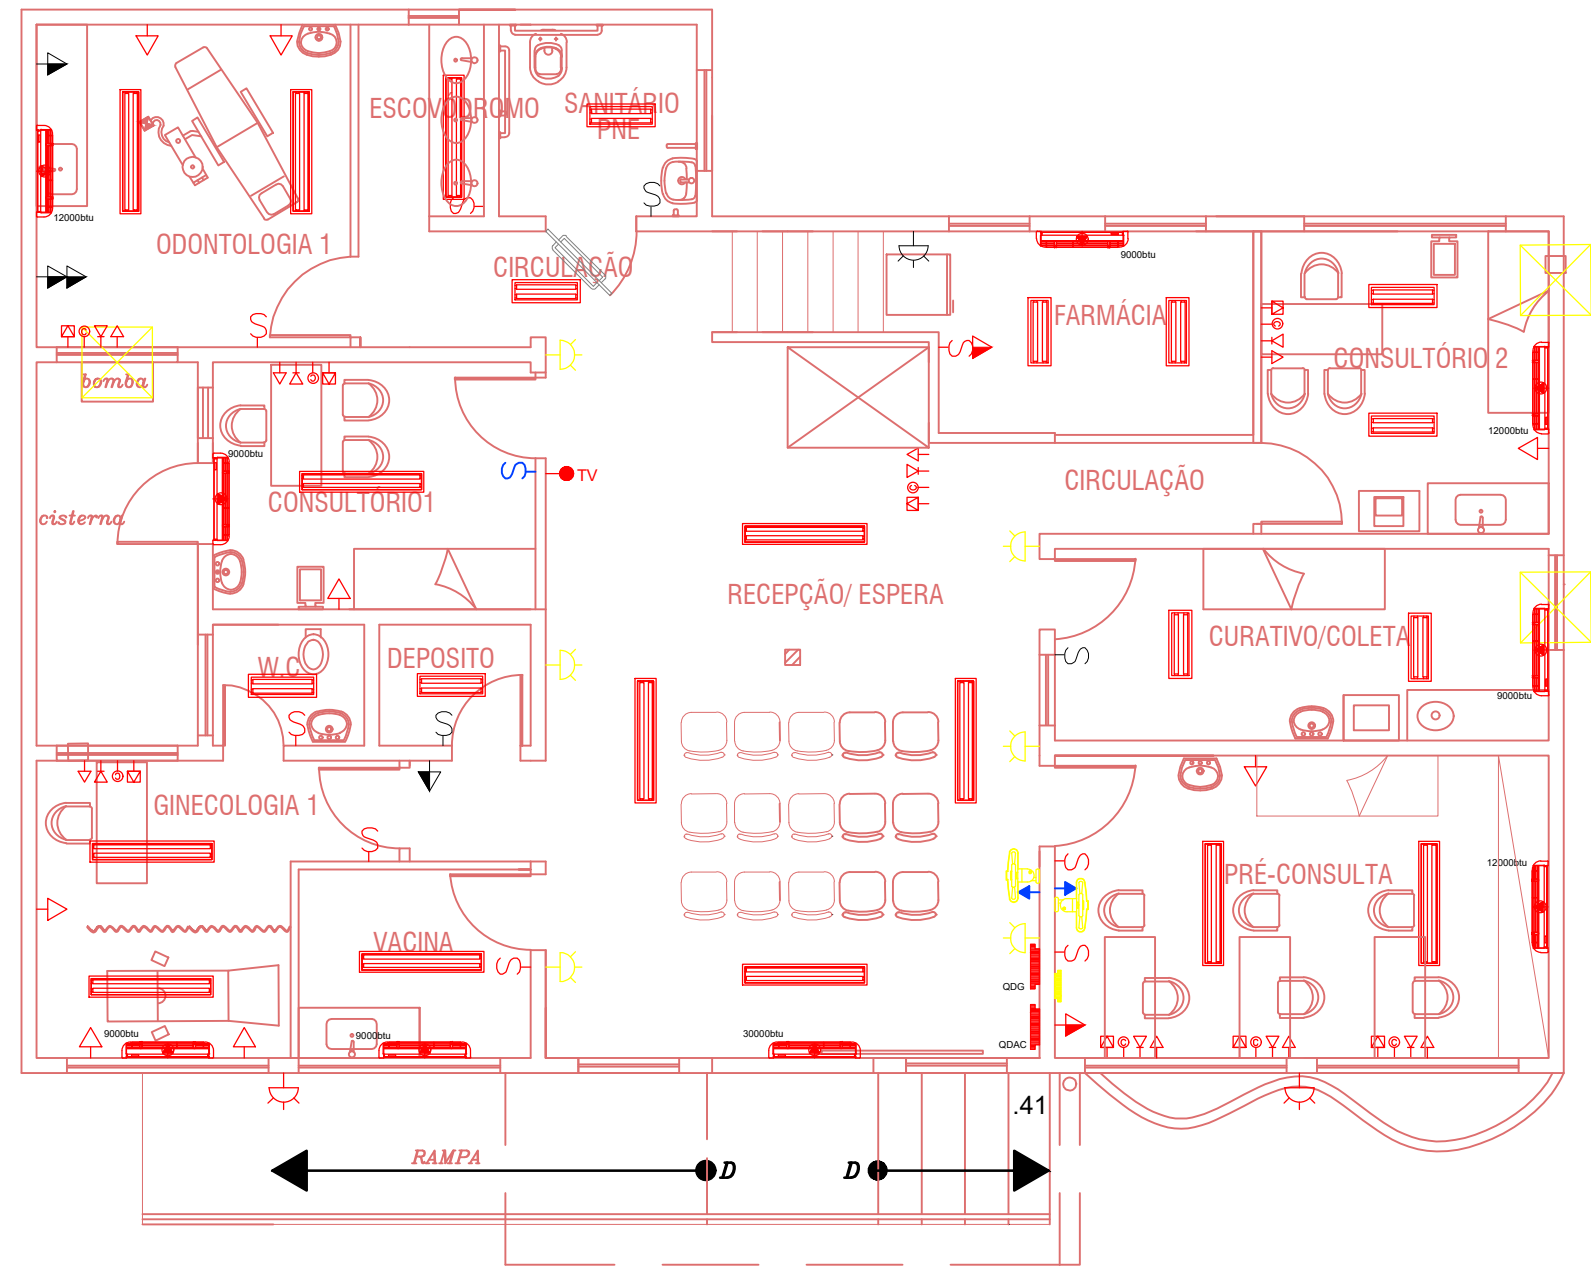 ESCOVÓDROMO
SANITÁRIO
PNE
12000btu
ODONTOLOGIA 1
CIRCULAÇÃO
9000btu
FARMÁCIA
CONSULTÓRIO 2
bomba
12000btu
9000btu
TV
CONSULTÓRIO1
CIRCULAÇÃO
cisterna
RECEPÇÃO/ ESPERA
CURATIVO/COLETA
W.C
DEPOSITO
9000btu
GINECOLOGIA 1
12000btu
PRÉ-CONSULTA
VACINA
QDG
9000btu
9000btu
30000btu
QDAC
.41
RAMPA
D
D